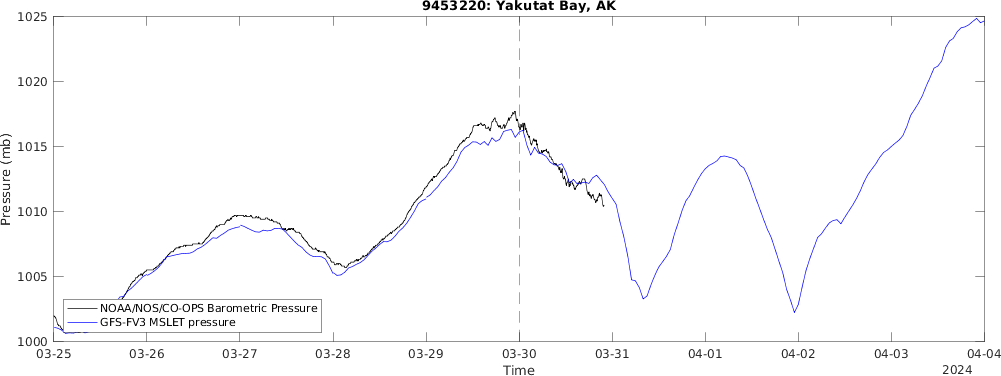 9453220: Yakutat Bay, AK
1025
1020
1015
1010
1005
1000
Pressure (mb)
NOAA/NOS/CO-OPS Barometric Pressure
GFS-FV3 MSLET pressure
03-25 03-26 03-27 03-28 03-29 03-30 03-31 04-01 04-02 04-03 04-04
Time
2024